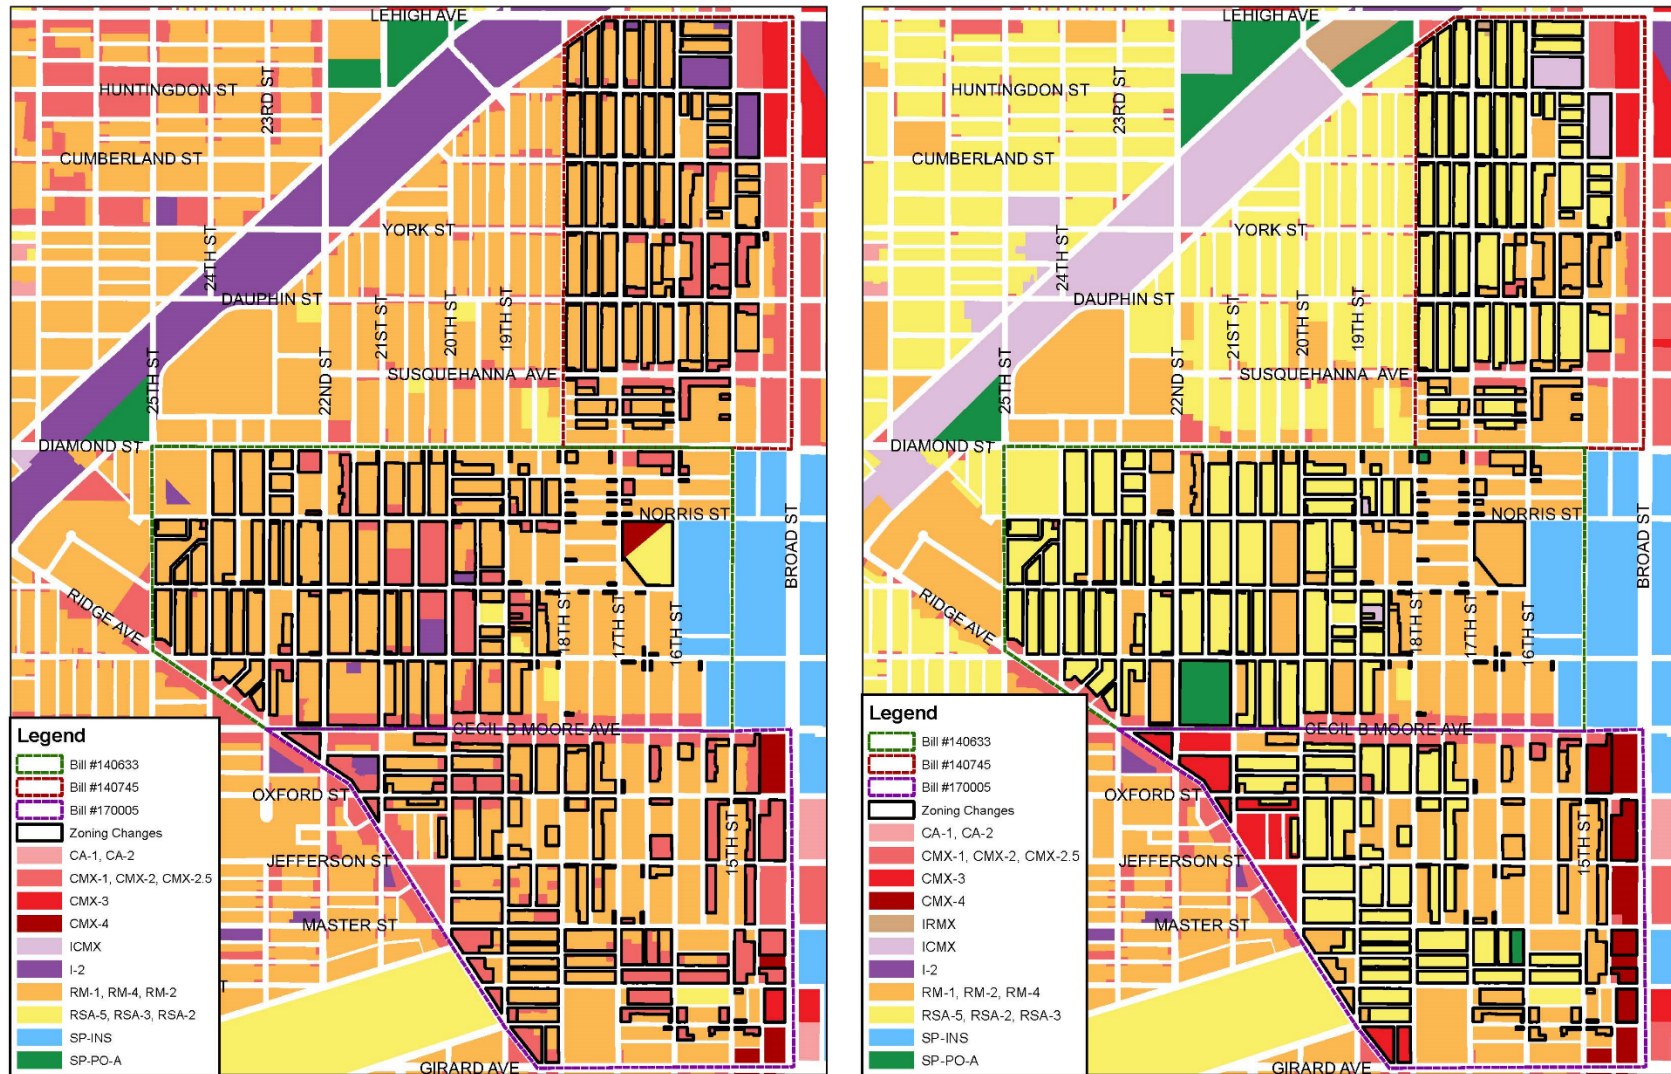 LEHIGH AVE
HUNTINGDON ST
23RD ST
CUMBERLAND ST
YORK ST
24TH ST
DAUPHIN ST
21ST ST
20TH ST
19TH ST
25TH ST
22ND ST
SUSQUEHANNA AVE
DIAMOND ST
NORRIS ST
BROAD ST
RIDGE AVE
18TH ST
17TH ST
16TH ST
CECIL B MOORE AVE
OXFORD ST
15TH ST
JEFFERSON ST
MASTER ST
T
GIRARD AVE
Legend
Bill #140633
Bill #140745
Bill #170005
Zoning Changes
CA-1, CA-2
CMX-1, CMX-2, CMX-2.5
CMX-3
CMX-4
ICMX
I-2
RM-1, RM-4, RM-2
RSA-5, RSA-3, RSA-2
SP-INS
SP-PO-A
LEHIGH AVE
HUNTINGDON ST
23RD ST
CUMBERLAND ST
YORK ST
24TH ST
DAUPHIN ST
21ST ST
20TH ST
19TH ST
25TH ST
22ND ST
SUSQUEHANNA AVE
DIAMOND ST
NORRIS ST
BROAD ST
RIDGE AVE
18TH ST
17TH ST
16TH ST
CECIL B MOORE AVE
OXFORD ST
15TH ST
JEFFERSON ST
MASTER ST
GIRARD AVE
Legend
Bill #140633
Bill #140745
Bill #170005
Zoning Changes
CA-1, CA-2
CMX-1, CMX-2, CMX-2.5
CMX-3
CMX-4
IRMX
ICMX
I-2
RM-1, RM-2, RM-4
RSA-5, RSA-2, RSA-3
SP-INS
SP-PO-A